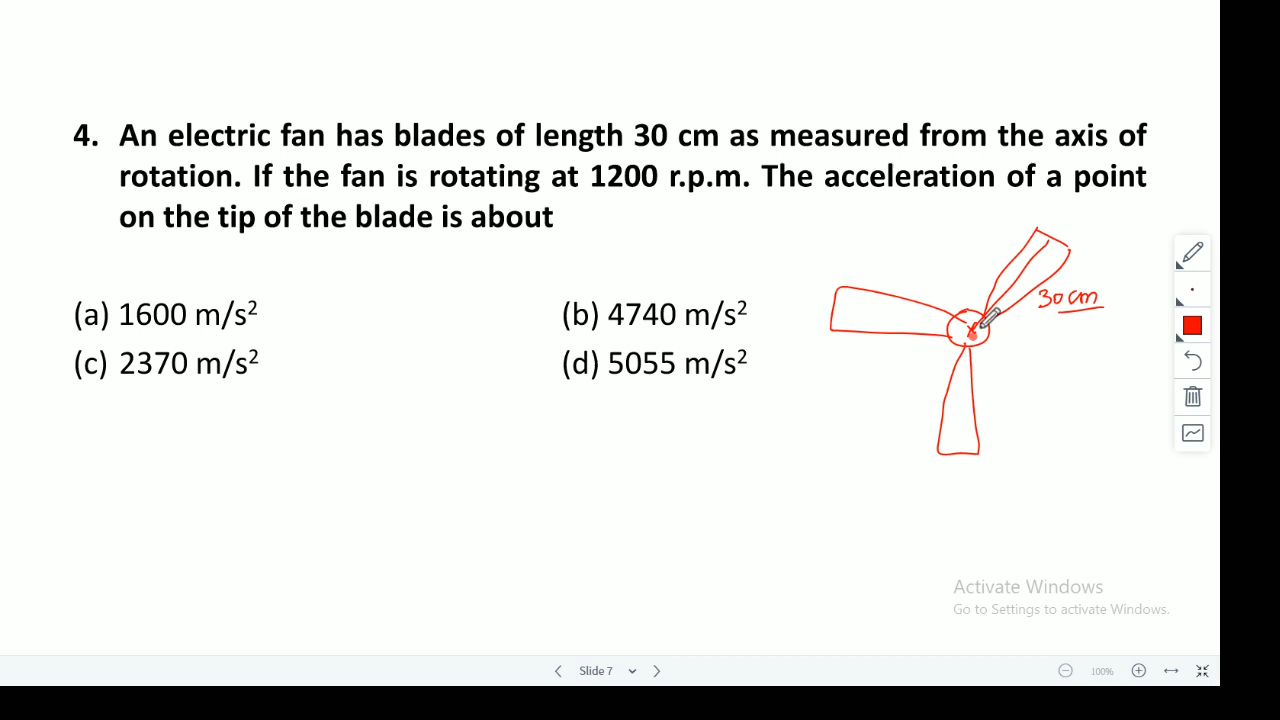 4. An electric fan has blades of length 30 cm as measured from the axis of
rotation. If the fan is rotating at 1200 r.p.m. The acceleration of a point
on the tip of the blade is about
30 cm
(a) 1600 m/s²
(b) 4740 m/s²
(c) 2370 m/s²
(d) 5055 m/s²
Activate Windows
Go to Settings to activate Windows.
Slide 7
100%